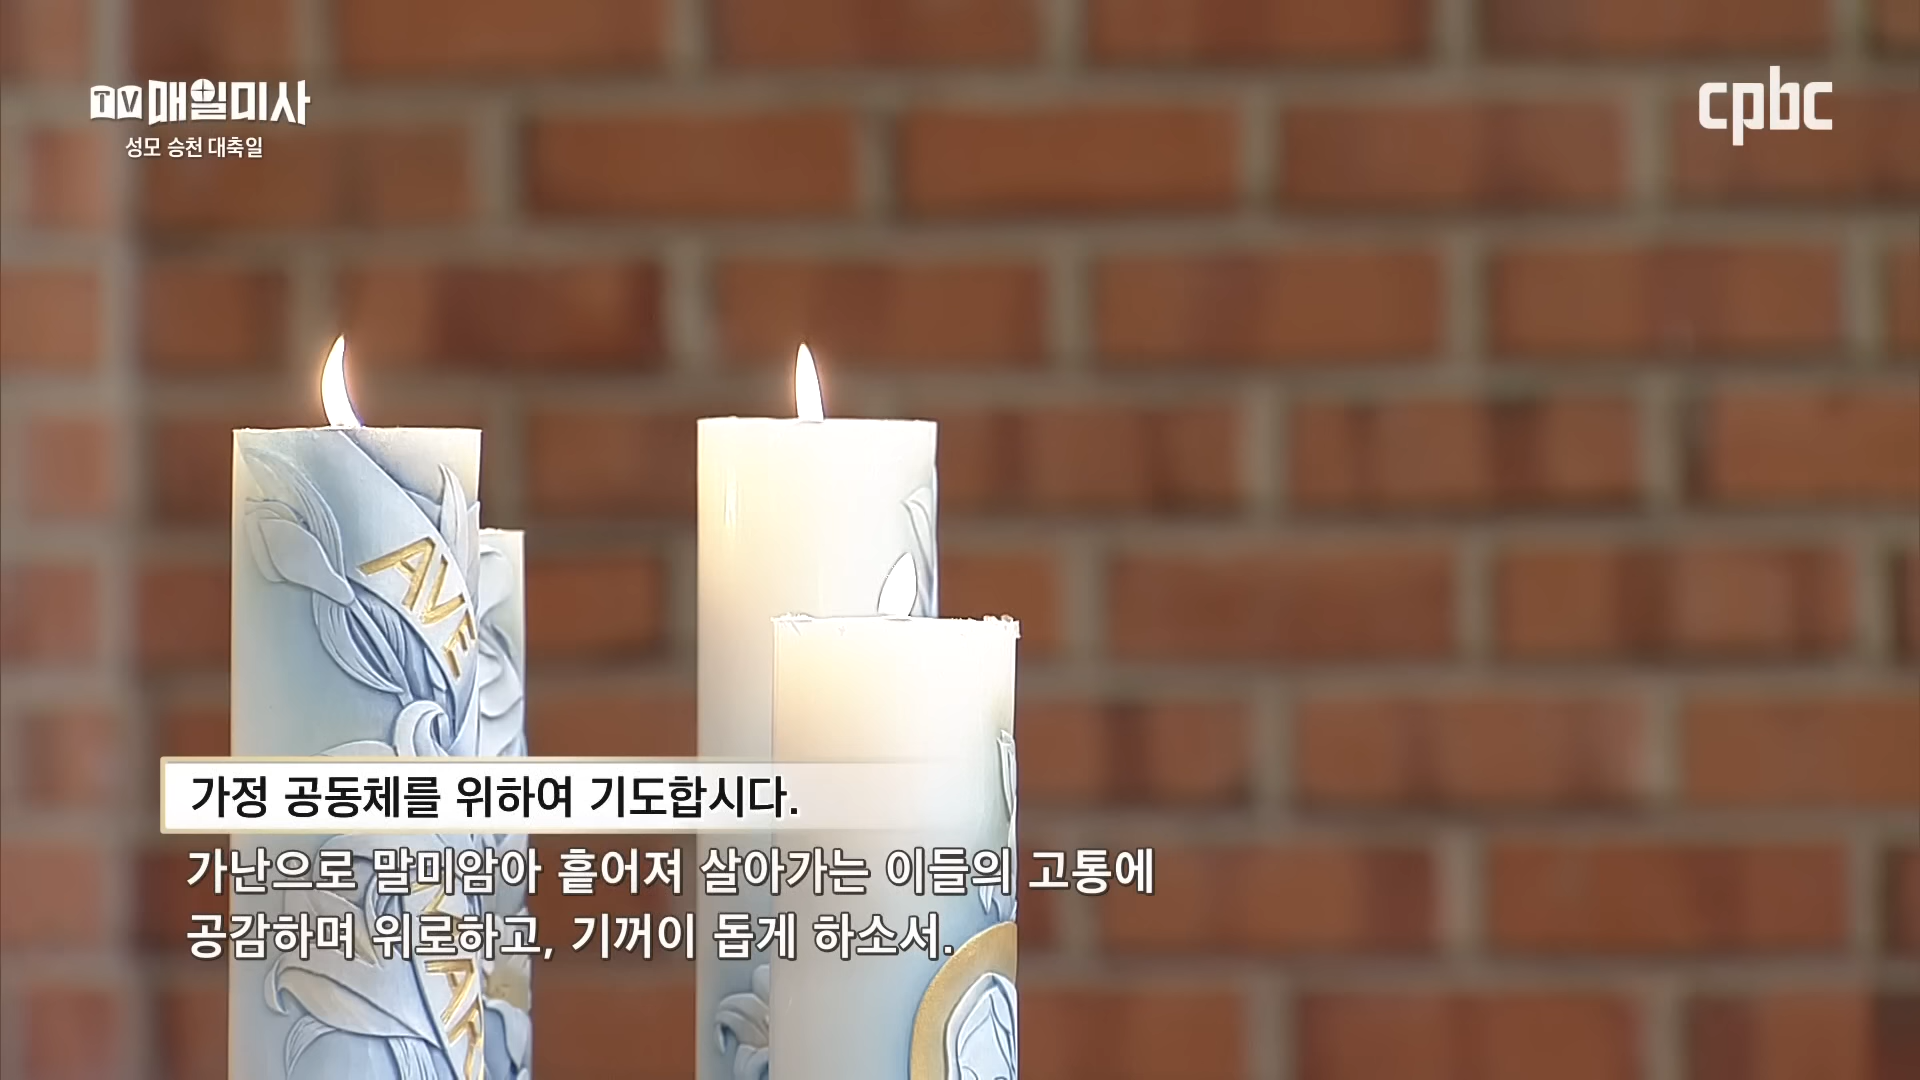 TV매일미사
성모 승천 대축일
cpbc
AVE
MAR
가정 공동체를 위하여 기도합시다.
가난으로 말미암아 흩어져 살아가는 이들의 고통에
공감하며 위로하고, 기꺼이 돕게 하소서.